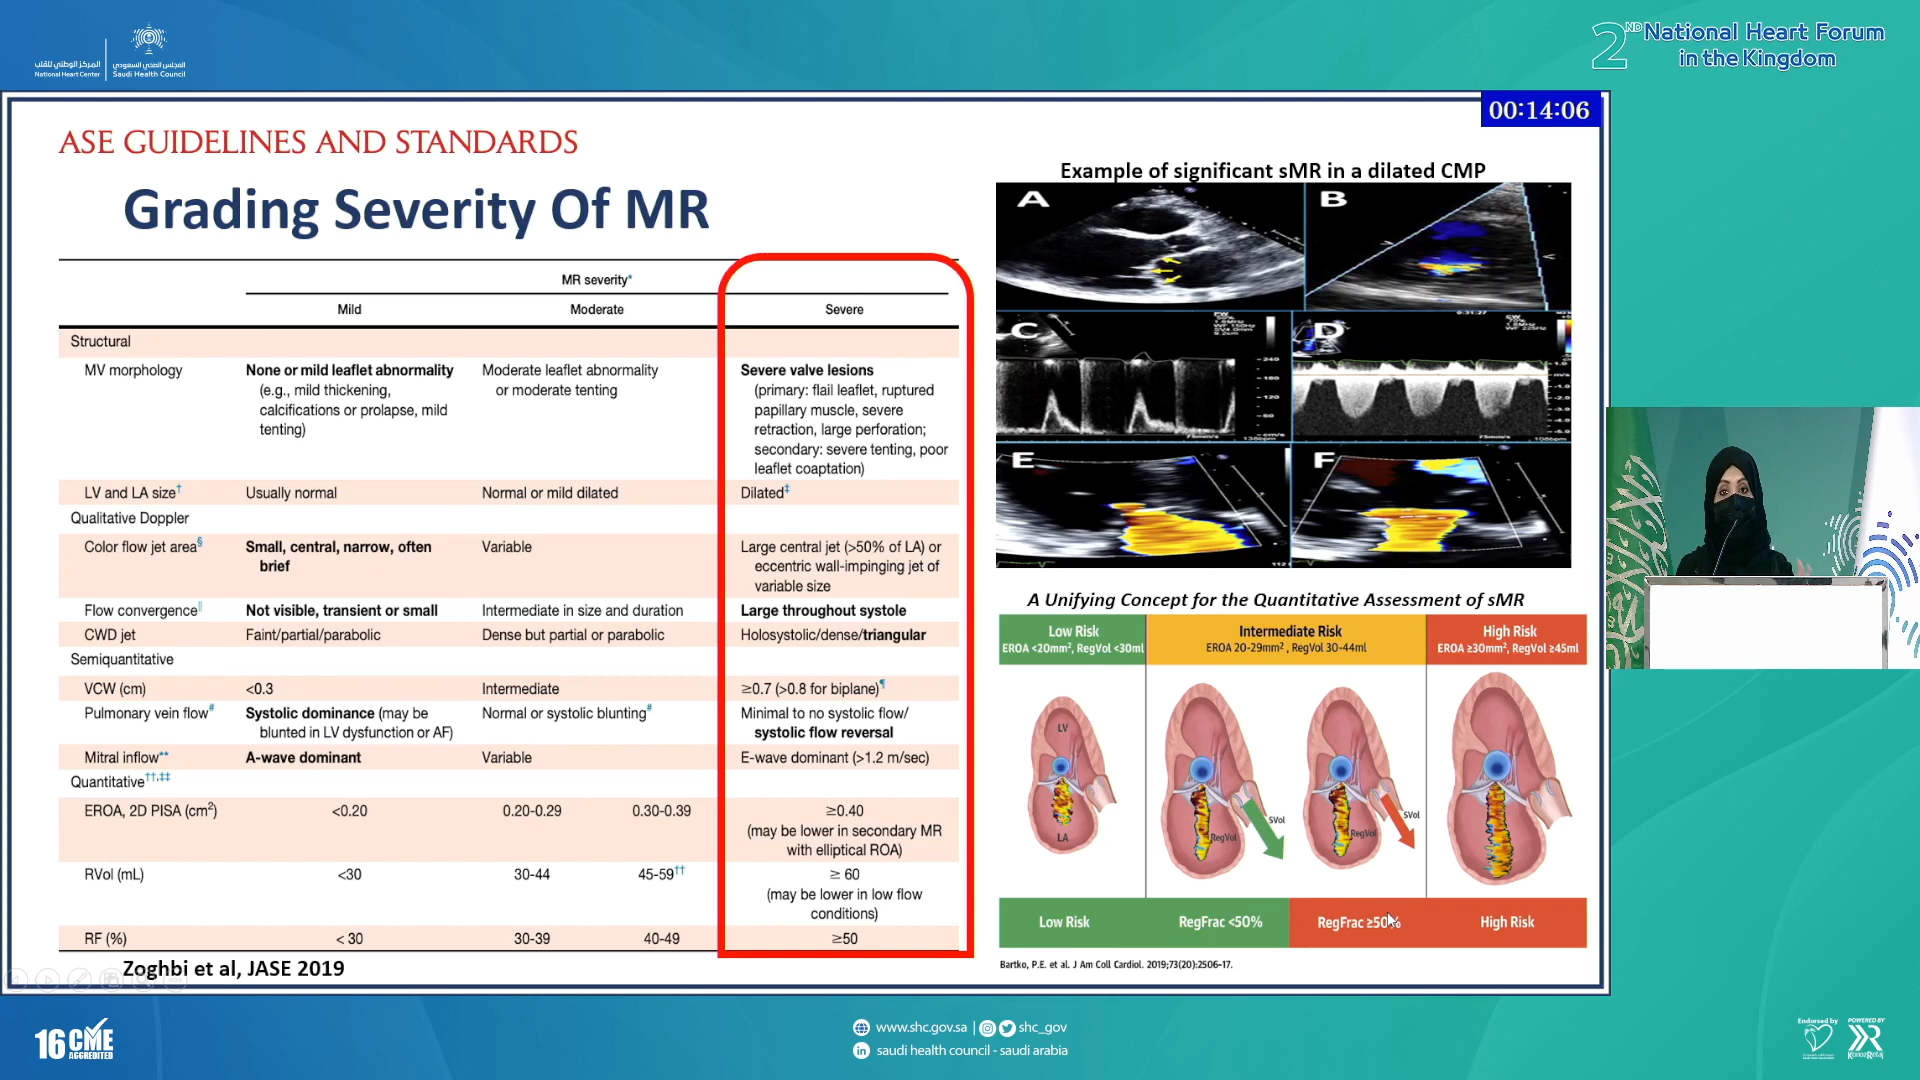 المركز الوطني للقلب
National Heart Center
المجلس الصحي السعودي
Saudi Health Council
2ND National Heart Forum
in the Kingdom
00:14:06
ASE GUIDELINES AND STANDARDS
Grading Severity Of MR
MR severity*
Mild Moderate Severe
Structural
MV morphology
None or mild leaflet abnormality
(e.g., mild thickening,
calcifications or prolapse, mild
tenting)
Moderate leaflet abnormality
or moderate tenting
Severe valve lesions
(primary: flail leaflet, ruptured
papillary muscle, severe
retraction, large perforation;
secondary: severe tenting, poor
leaflet coaptation)
LV and LA size† Usually normal Normal or mild dilated Dilated‡
Qualitative Doppler
Color flow jet area§
Small, central, narrow, often
brief
Variable
Large central jet (>50% of LA) or
eccentric wall-impinging jet of
variable size
Flow convergence‖ Not visible, transient or small Intermediate in size and duration Large throughout systole
CWD jet Faint/partial/parabolic Dense but partial or parabolic Holosystolic/dense/triangular
Semiquantitative
VCW (cm) <0.3 Intermediate ≥0.7 (>0.8 for biplane)¶
Pulmonary vein flow#
Systolic dominance (may be
blunted in LV dysfunction or AF)
Normal or systolic blunting#
Minimal to no systolic flow/
systolic flow reversal
Mitral inflow** A-wave dominant Variable E-wave dominant (>1.2 m/sec)
Quantitative††,‡‡
EROA, 2D PISA (cm²) <0.20 0.20-0.29 0.30-0.39 ≥0.40
(may be lower in secondary MR
with elliptical ROA)
RVol (mL) <30 30-44 45-59†† ≥ 60
(may be lower in low flow
conditions)
RF (%) < 30 30-39 40-49 ≥50
Zoghbi et al, JASE 2019
Example of significant sMR in a dilated CMP
A
B
C
D
E
F
A Unifying Concept for the Quantitative Assessment of sMR
Low Risk
EROA <20mm², RegVol <30ml
Intermediate Risk
EROA 20-29mm² , RegVol 30-44ml
High Risk
EROA ≥30mm², RegVol ≥45ml
LV
LA
RegVol
SVol
RegVol
SVol
Low Risk RegFrac <50% RegFrac ≥50% High Risk
Bartko, P.E. et al. J Am Coll Cardiol. 2019;73(20):2506-17.
16 CME
ACCREDITED
www.shc.gov.sa | shc_gov
saudi health council - saudi arabia
Endorsed by
POWERED BY
KonozRetaj